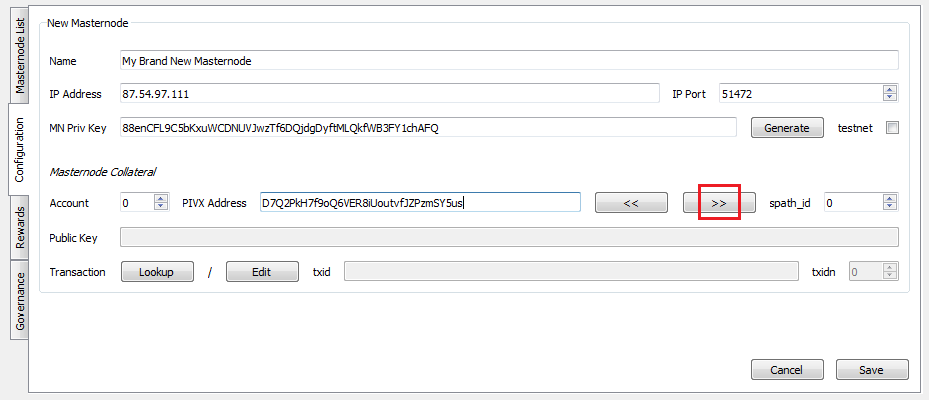 Masternode List
Configuration
Rewards
Governance
New Masternode
Name My Brand New Masternode
IP Address 87.54.97.111 IP Port 51472
MN Priv Key 88enCFL9C5bKxuWCDNUVJwzTf6DQjdgDyftMLQkfWB3FY1chAFQ Generate testnet
Masternode Collateral
Account 0 PIVX Address D7Q2PkH7f9oQ6VER8iUoutvfJZPzmSY5us << >> spath_id 0
Public Key
Transaction Lookup / Edit txid txidn 0
Cancel Save